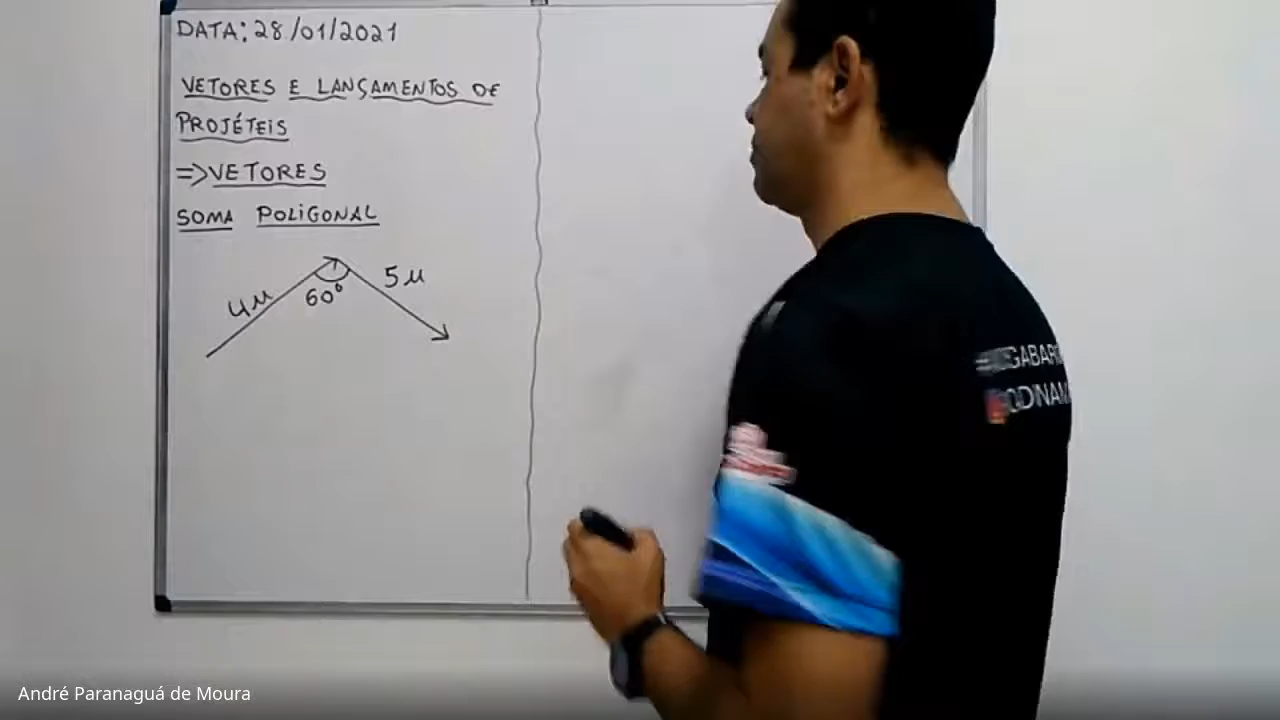 DATA: 28/01/2021
VETORES E LANÇAMENTOS DE
PROJÉTEIS
=>VETORES
SOMA POLIGONAL
4u
60°
5u
André Paranaguá de Moura